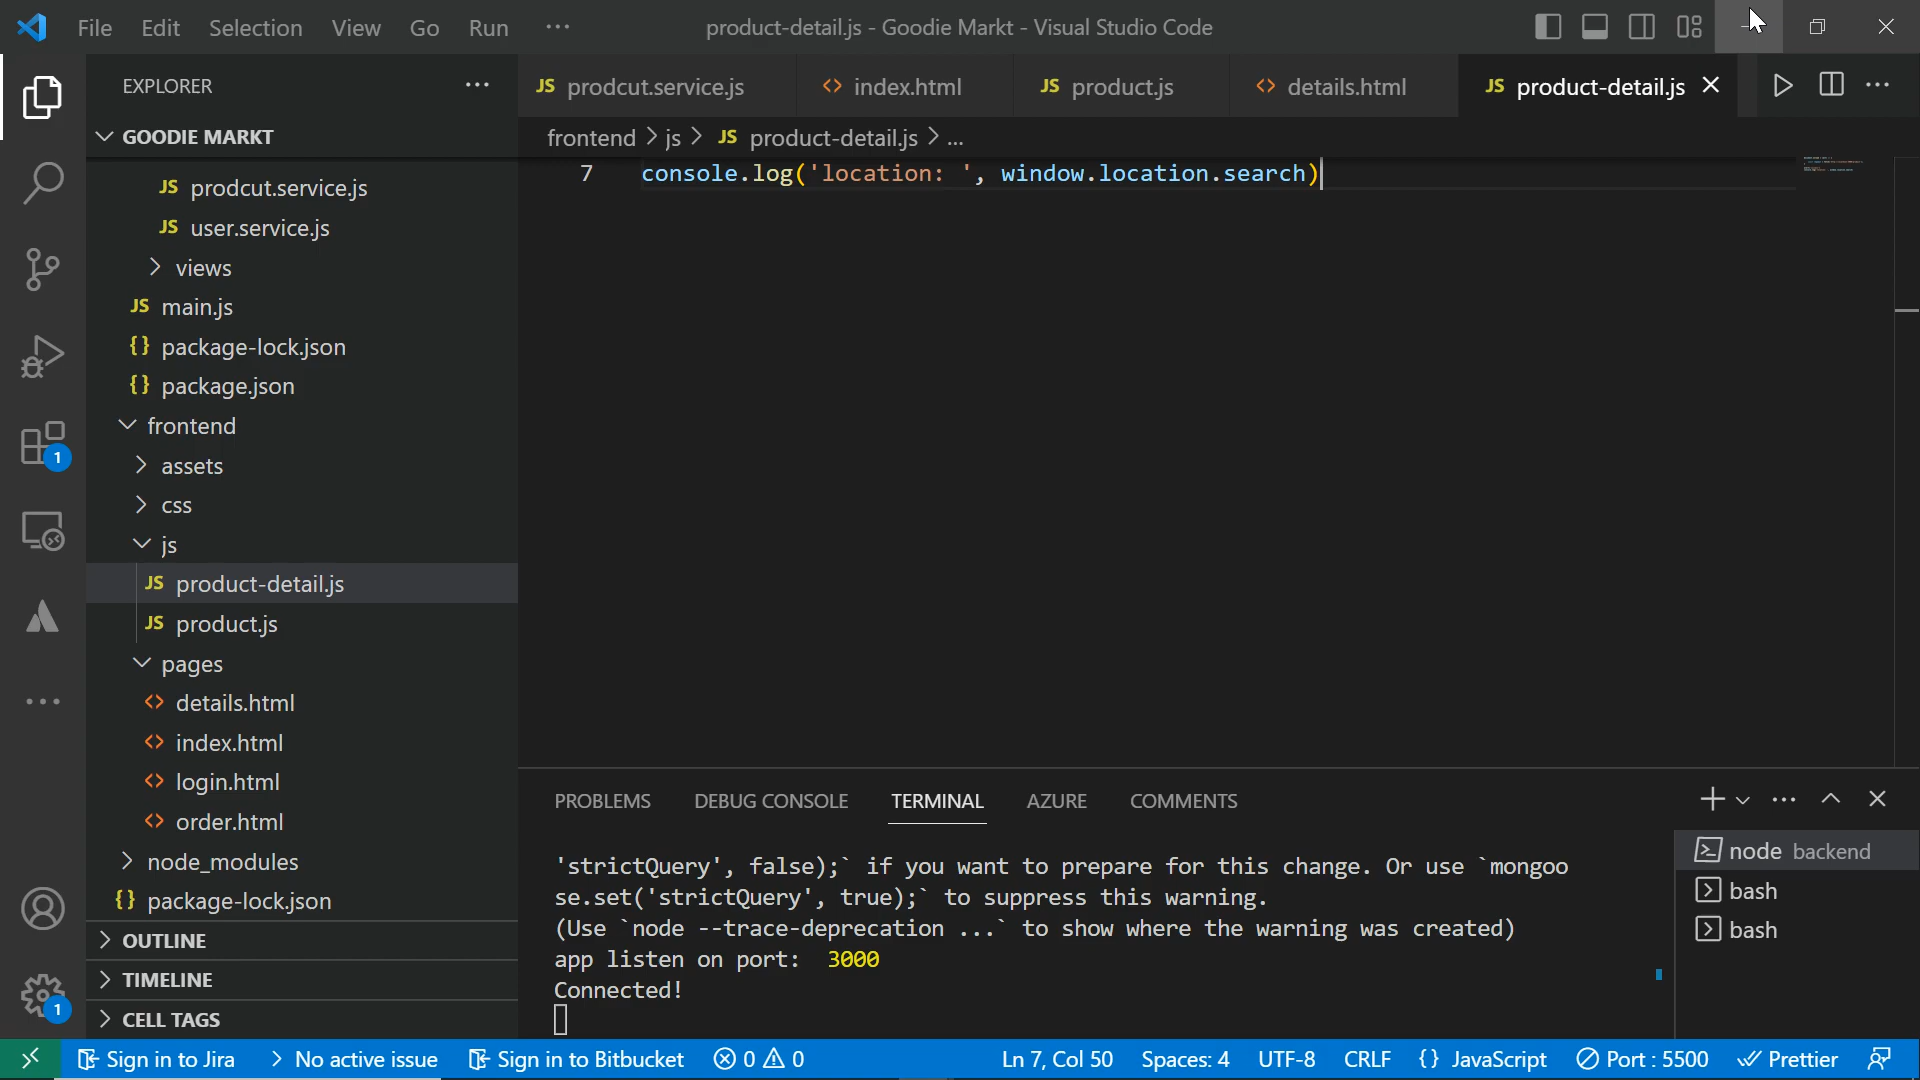 File Edit Selection View Go Run ···
product-detail.js - Goodie Markt - Visual Studio Code
EXPLORER
GOODIE MARKT
JS prodcut.service.js
JS user.service.js
views
JS main.js
{} package-lock.json
{} package.json
frontend
assets
css
js
JS product-detail.js
JS product.js
pages
<> details.html
<> index.html
<> login.html
<> order.html
node_modules
{} package-lock.json
OUTLINE
TIMELINE
CELL TAGS
1
1
JS prodcut.service.js <> index.html JS product.js <> details.html JS product-detail.js
frontend > js > JS product-detail.js > ...
7 console.log('location: ', window.location.search)
PROBLEMS DEBUG CONSOLE TERMINAL AZURE COMMENTS
'strictQuery', false);` if you want to prepare for this change. Or use `mongoo
se.set('strictQuery', true);` to suppress this warning.
(Use `node --trace-deprecation ...` to show where the warning was created)
app listen on port: 3000
Connected!
node backend
bash
bash
Sign in to Jira No active issue Sign in to Bitbucket 0 0 Ln 7, Col 50 Spaces: 4 UTF-8 CRLF {} JavaScript Port : 5500 Prettier